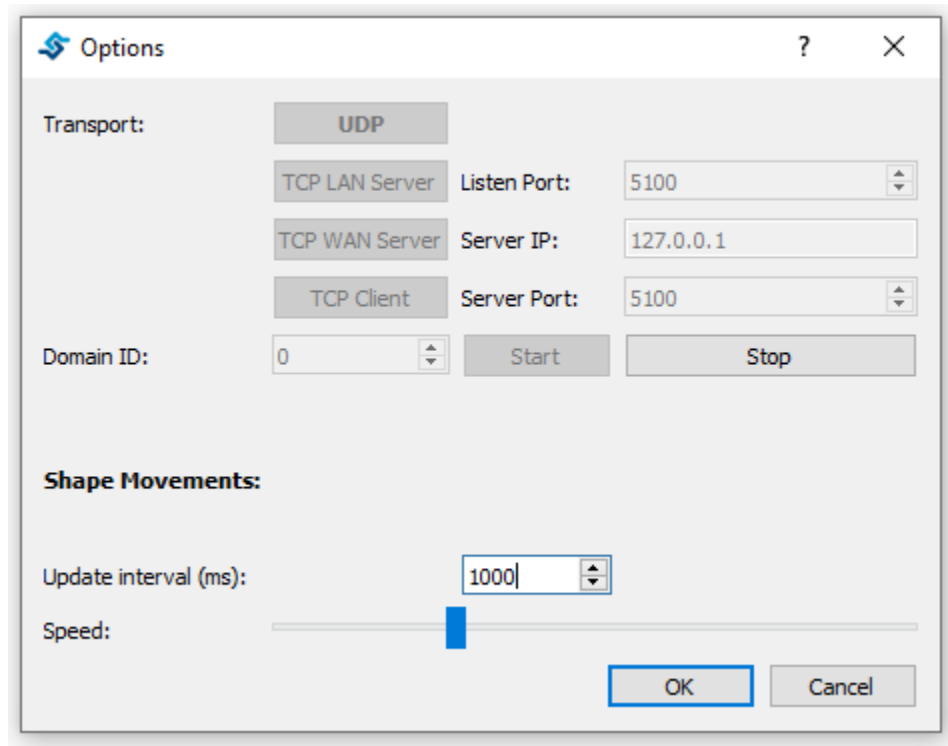 Options ?
Transport: UDP
TCP LAN Server Listen Port: 5100
TCP WAN Server Server IP: 127.0.0.1
TCP Client Server Port: 5100
Domain ID: 0 Start Stop
Shape Movements:
Update interval (ms): 1000
Speed:
OK Cancel